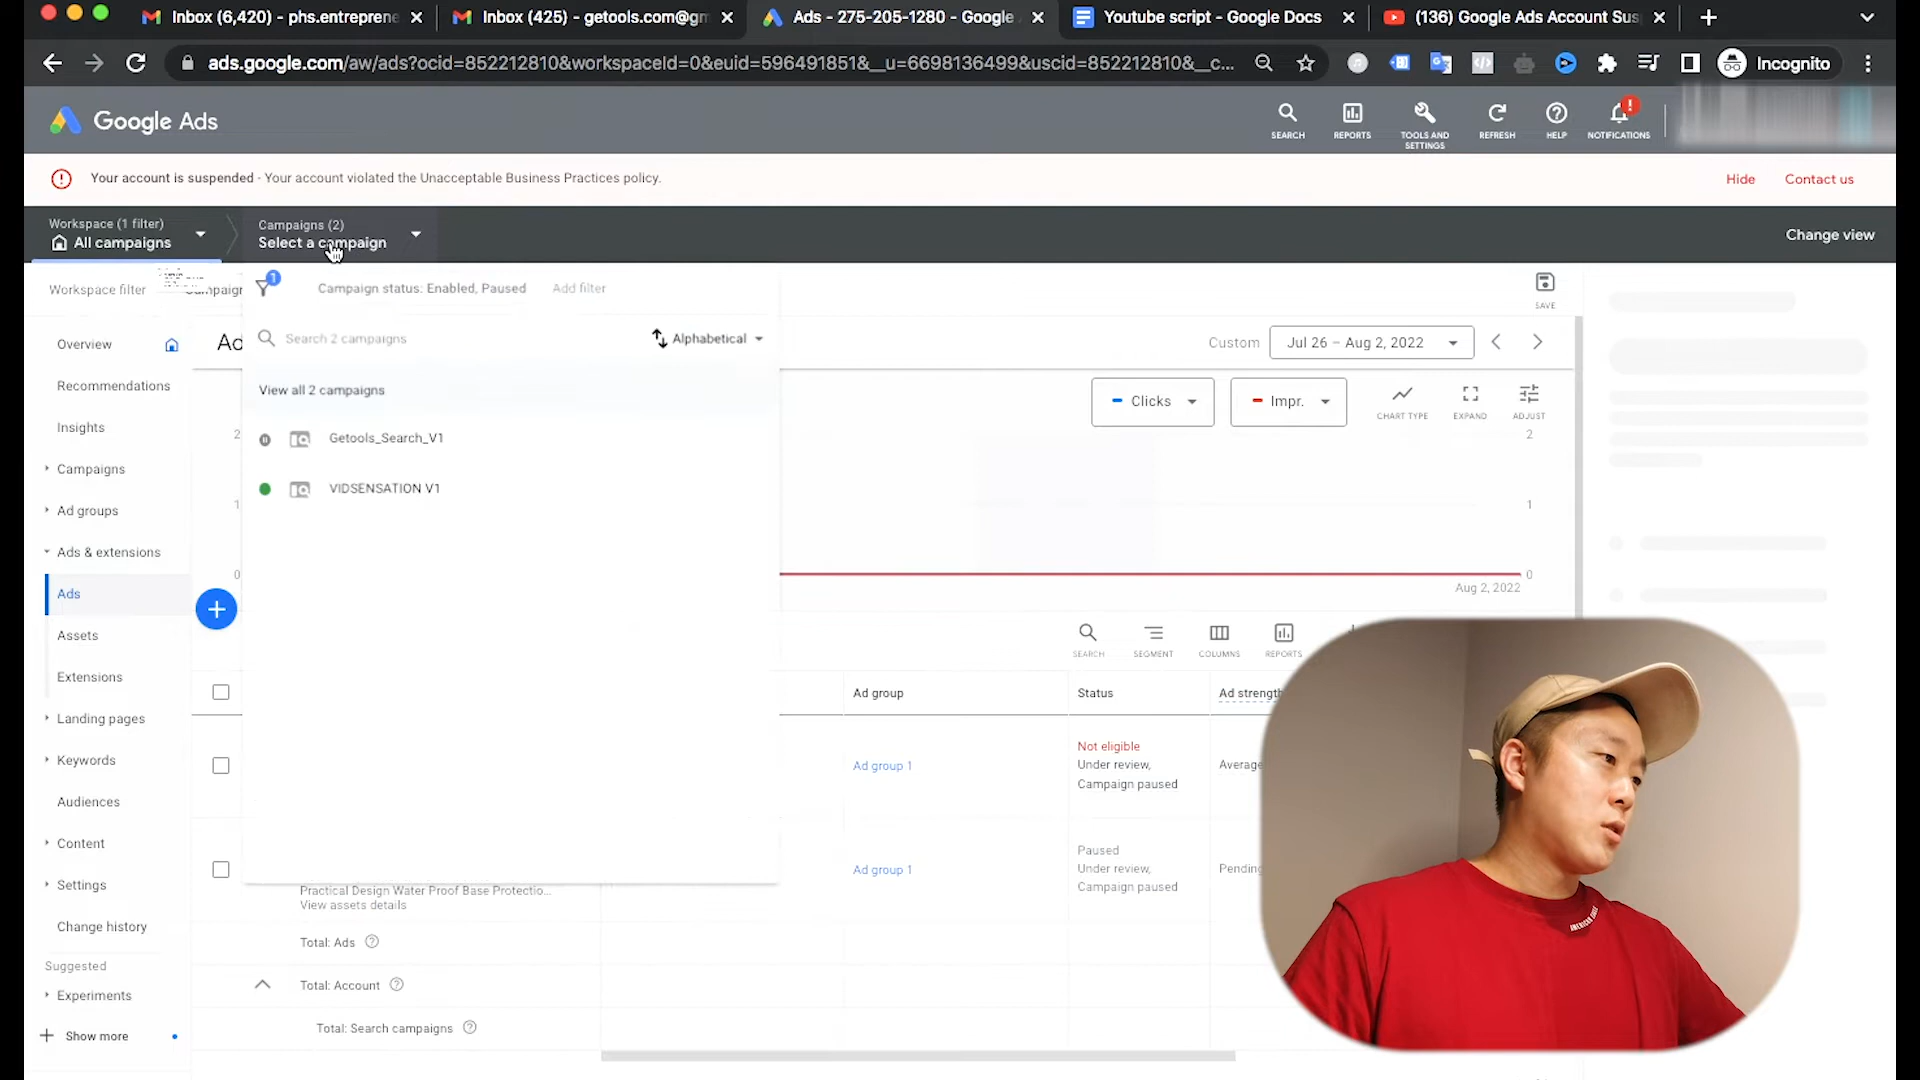 Inbox (6,420) - phs.entreprene
Inbox (425) - getools.com@gm
Ads - 275-205-1280 - Google
Youtube script - Google Docs
(136) Google Ads Account Sus
ads.google.com/aw/ads?ocid=852212810&workspaceId=0&euid=596491851&__u=6698136499&uscid=852212810&__c...
Incognito
Google Ads
SEARCH
REPORTS
TOOLS AND
SETTINGS
REFRESH
HELP
NOTIFICATIONS
Your account is suspended - Your account violated the Unacceptable Business Practices policy.
Hide
Contact us
Workspace (1 filter)
All campaigns
Campaigns (2)
Select a campaign
Change view
Workspace filter
1
Campaign status: Enabled, Paused
Add filter
SAVE
Search 2 campaigns
Alphabetical
Custom
Jul 26 – Aug 2, 2022
View all 2 campaigns
Getools_Search_V1
VIDSENSATION V1
Clicks
Impr.
CHART TYPE
EXPAND
ADJUST
2
1
0
2
1
0
Aug 2, 2022
Overview
Recommendations
Insights
Campaigns
Ad groups
Ads & extensions
Ads
Assets
Extensions
Landing pages
Keywords
Audiences
Content
Settings
Change history
Suggested
Experiments
Show more
SEARCH
SEGMENT
COLUMNS
REPORTS
Ad group
Status
Ad strength
Ad group 1
Not eligible
Under review,
Campaign paused
Average
Ad group 1
Paused
Under review,
Campaign paused
Pending
Practical Design Water Proof Base Protectio...
View assets details
Total: Ads
Total: Account
Total: Search campaigns